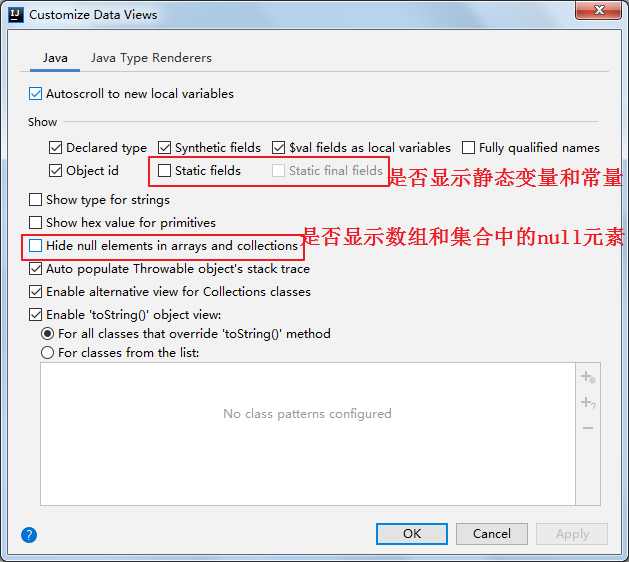 Customize Data Views
Java Java Type Renderers
Autoscroll to new local variables
Show
Declared type Synthetic fields $val fields as local variables Fully qualified names
Object id Static fields Static final fields 是否显示静态变量和常量
Show type for strings
Show hex value for primitives
Hide null elements in arrays and collections 是否显示数组和集合中的null元素
Auto populate Throwable object's stack trace
Enable alternative view for Collections classes
Enable 'toString()' object view:
For all classes that override 'toString()' method
For classes from the list:
No class patterns configured
OK Cancel Apply